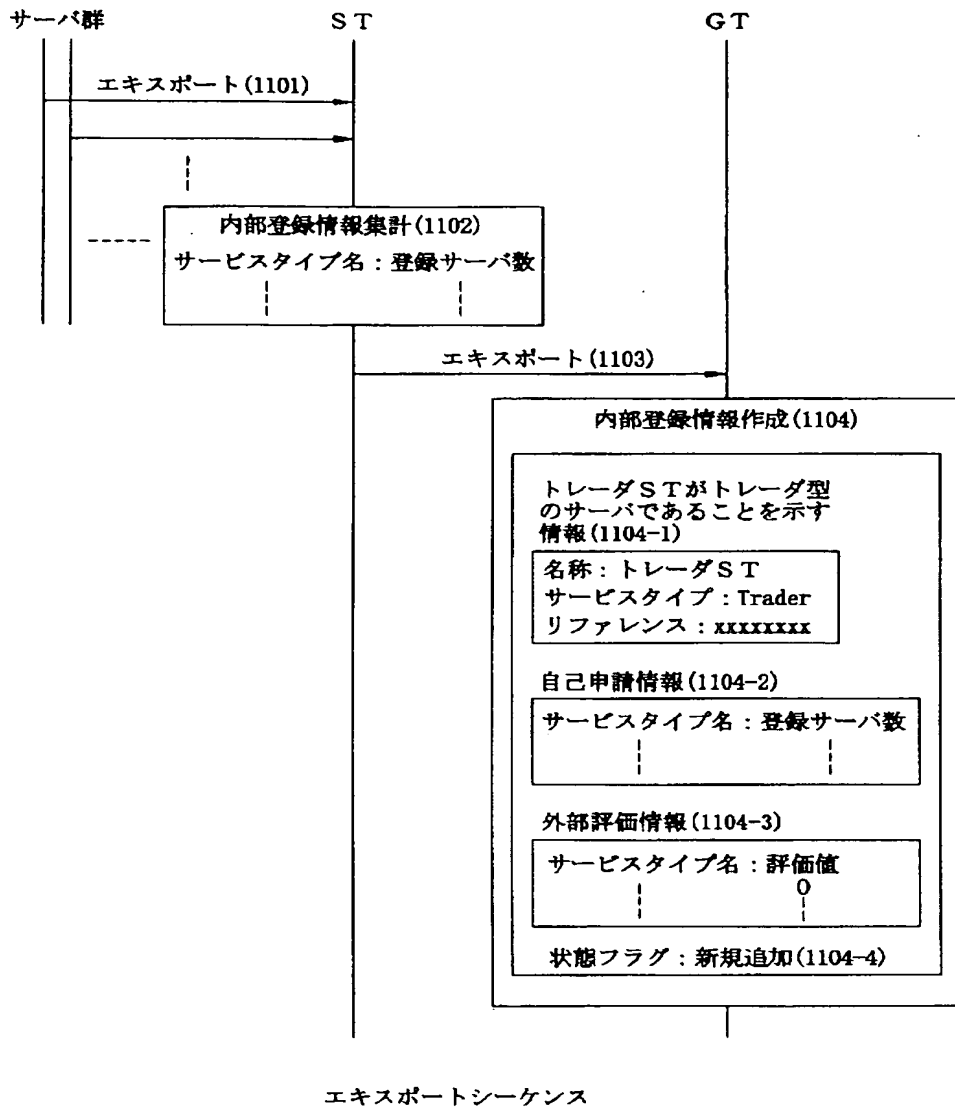 サーバ群
ST
GT
エキスポート(1101)
内部登録情報集計(1102)
サービスタイプ名:登録サーバ数
エキスポート(1103)
内部登録情報作成(1104)
トレーダSTがトレーダ型
のサーバであることを示す
情報(1104-1)
名称:トレーダST
サービスタイプ:Trader
リファレンス:xxxxxxxx
自己申請情報(1104-2)
サービスタイプ名:登録サーバ数
外部評価情報(1104-3)
サービスタイプ名:評価値
0
状態フラグ:新規追加(1104-4)
エキスポートシーケンス